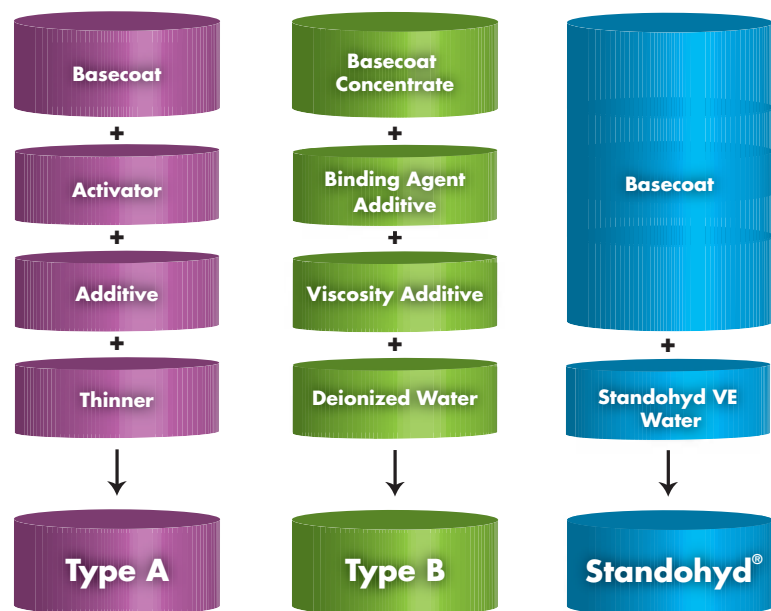 Basecoat
+
Activator
+
Additive
+
Thinner
Type A
Basecoat
Concentrate
+
Binding Agent
Additive
+
Viscosity Additive
+
Deionized Water
Type B
Basecoat
+
Standohyd VE
Water
Standohyd®